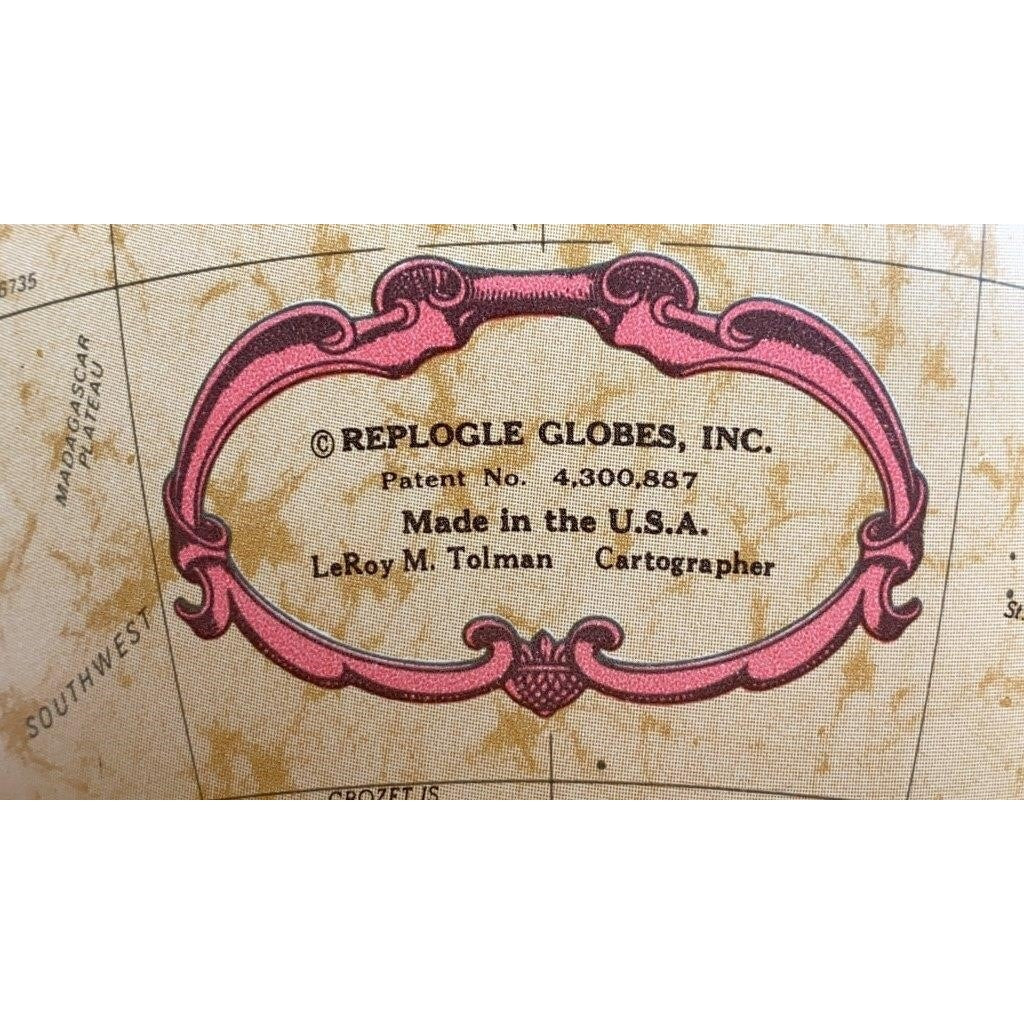 6735
MADAGASCAR
PLATEAU
© REPLOGLE GLOBES, INC.
Patent No. 4,300,887
Made in the U.S.A.
LeRoy M. Tolman Cartographer
SOUTHWEST
St.
CROZET IS